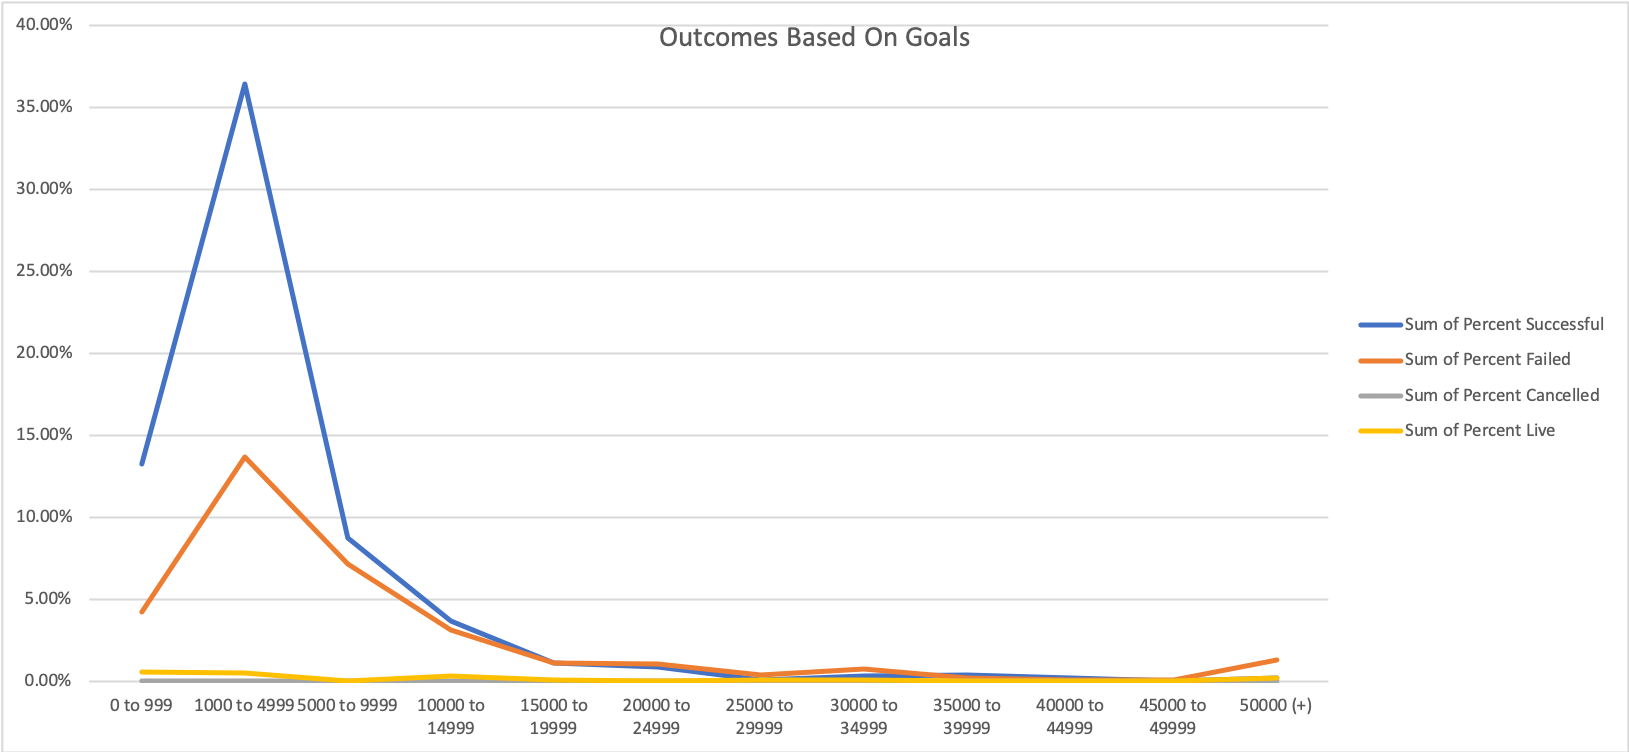 Outcomes Based On Goals
40.00%
35.00%
30.00%
25.00%
20.00%
15.00%
10.00%
5.00%
0.00%
0 to 999
1000 to 4999
5000 to 9999
10000 to
14999
15000 to
19999
20000 to
24999
25000 to
29999
30000 to
34999
35000 to
39999
40000 to
44999
45000 to
49999
50000 (+)
Sum of Percent Successful
Sum of Percent Failed
Sum of Percent Cancelled
Sum of Percent Live